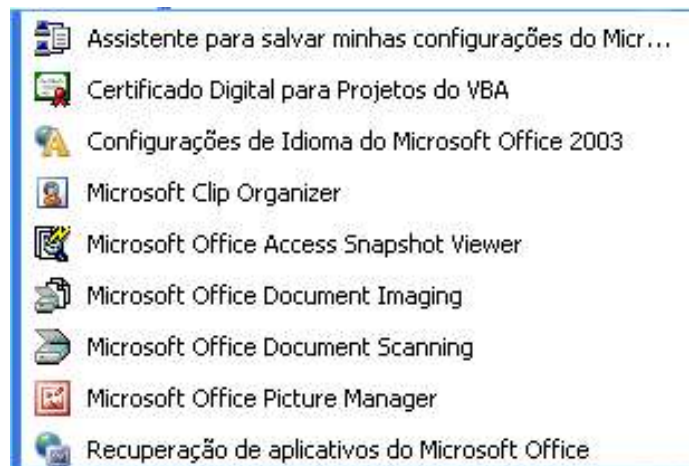 Assistente para salvar minhas configurações do Micr...
Certificado Digital para Projetos do VBA
Configurações de Idioma do Microsoft Office 2003
Microsoft Clip Organizer
Microsoft Office Access Snapshot Viewer
Microsoft Office Document Imaging
Microsoft Office Document Scanning
Microsoft Office Picture Manager
Recuperação de aplicativos do Microsoft Office